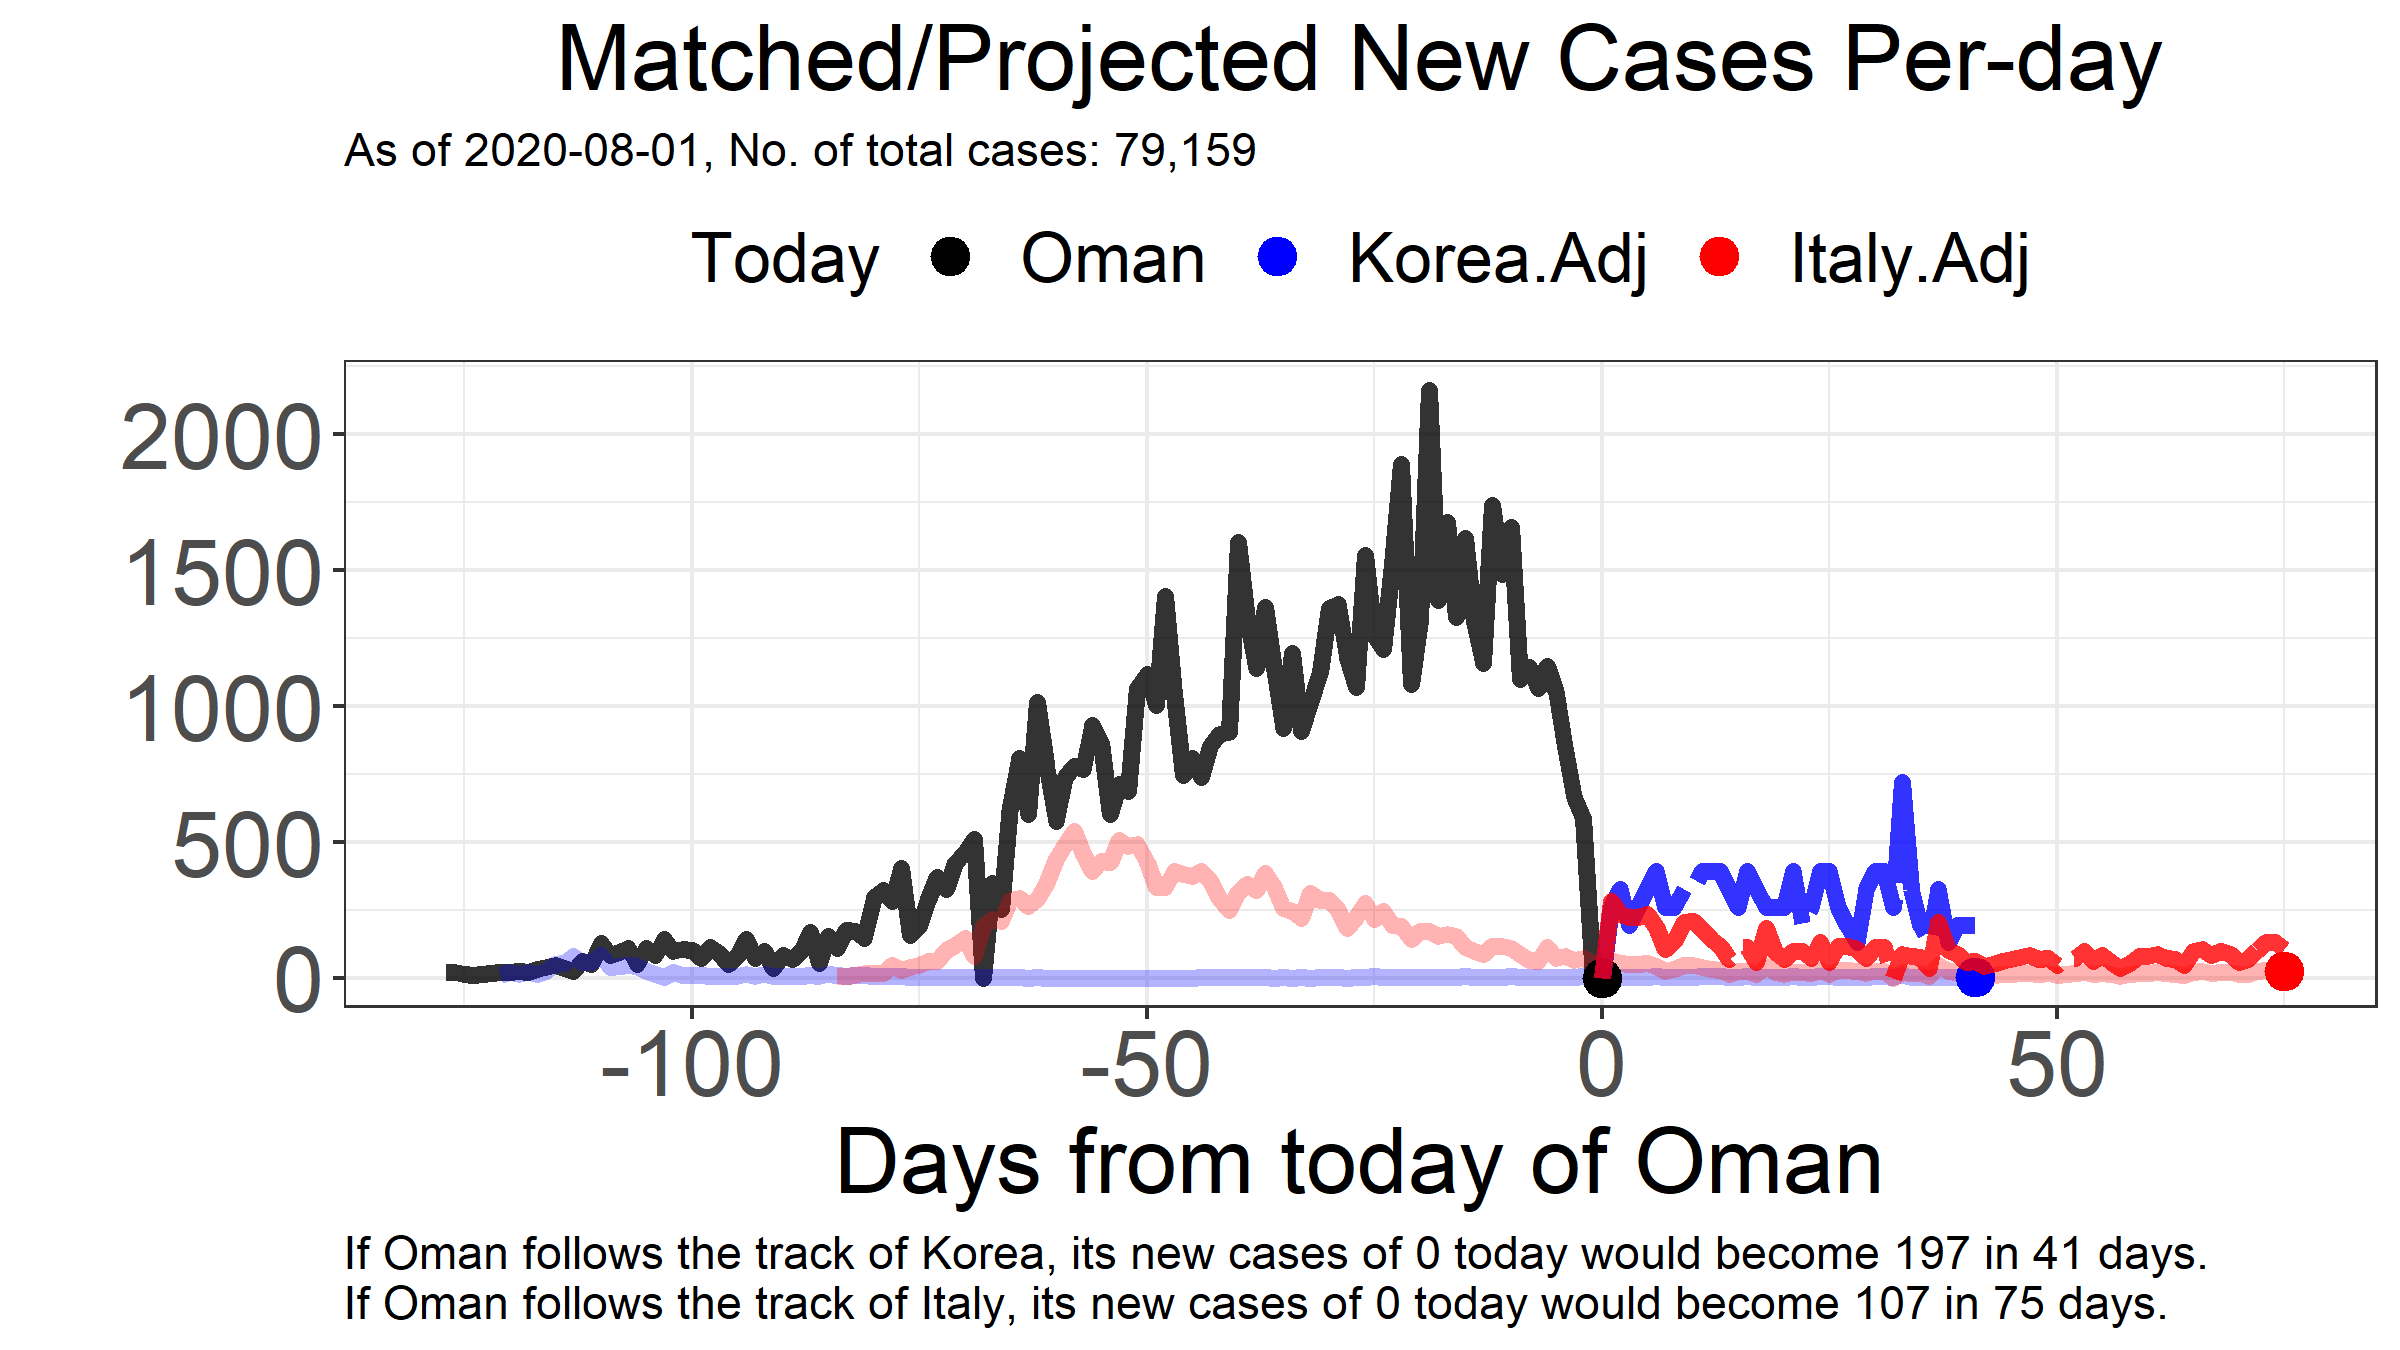 Matched/Projected New Cases Per-day
As of 2020-08-01, No. of total cases: 79,159
Today Oman Korea.Adj Italy.Adj
2000
1500
1000
500
0
-100 -50 0 50
Days from today of Oman
If Oman follows the track of Korea, its new cases of 0 today would become 197 in 41 days.
If Oman follows the track of Italy, its new cases of 0 today would become 107 in 75 days.